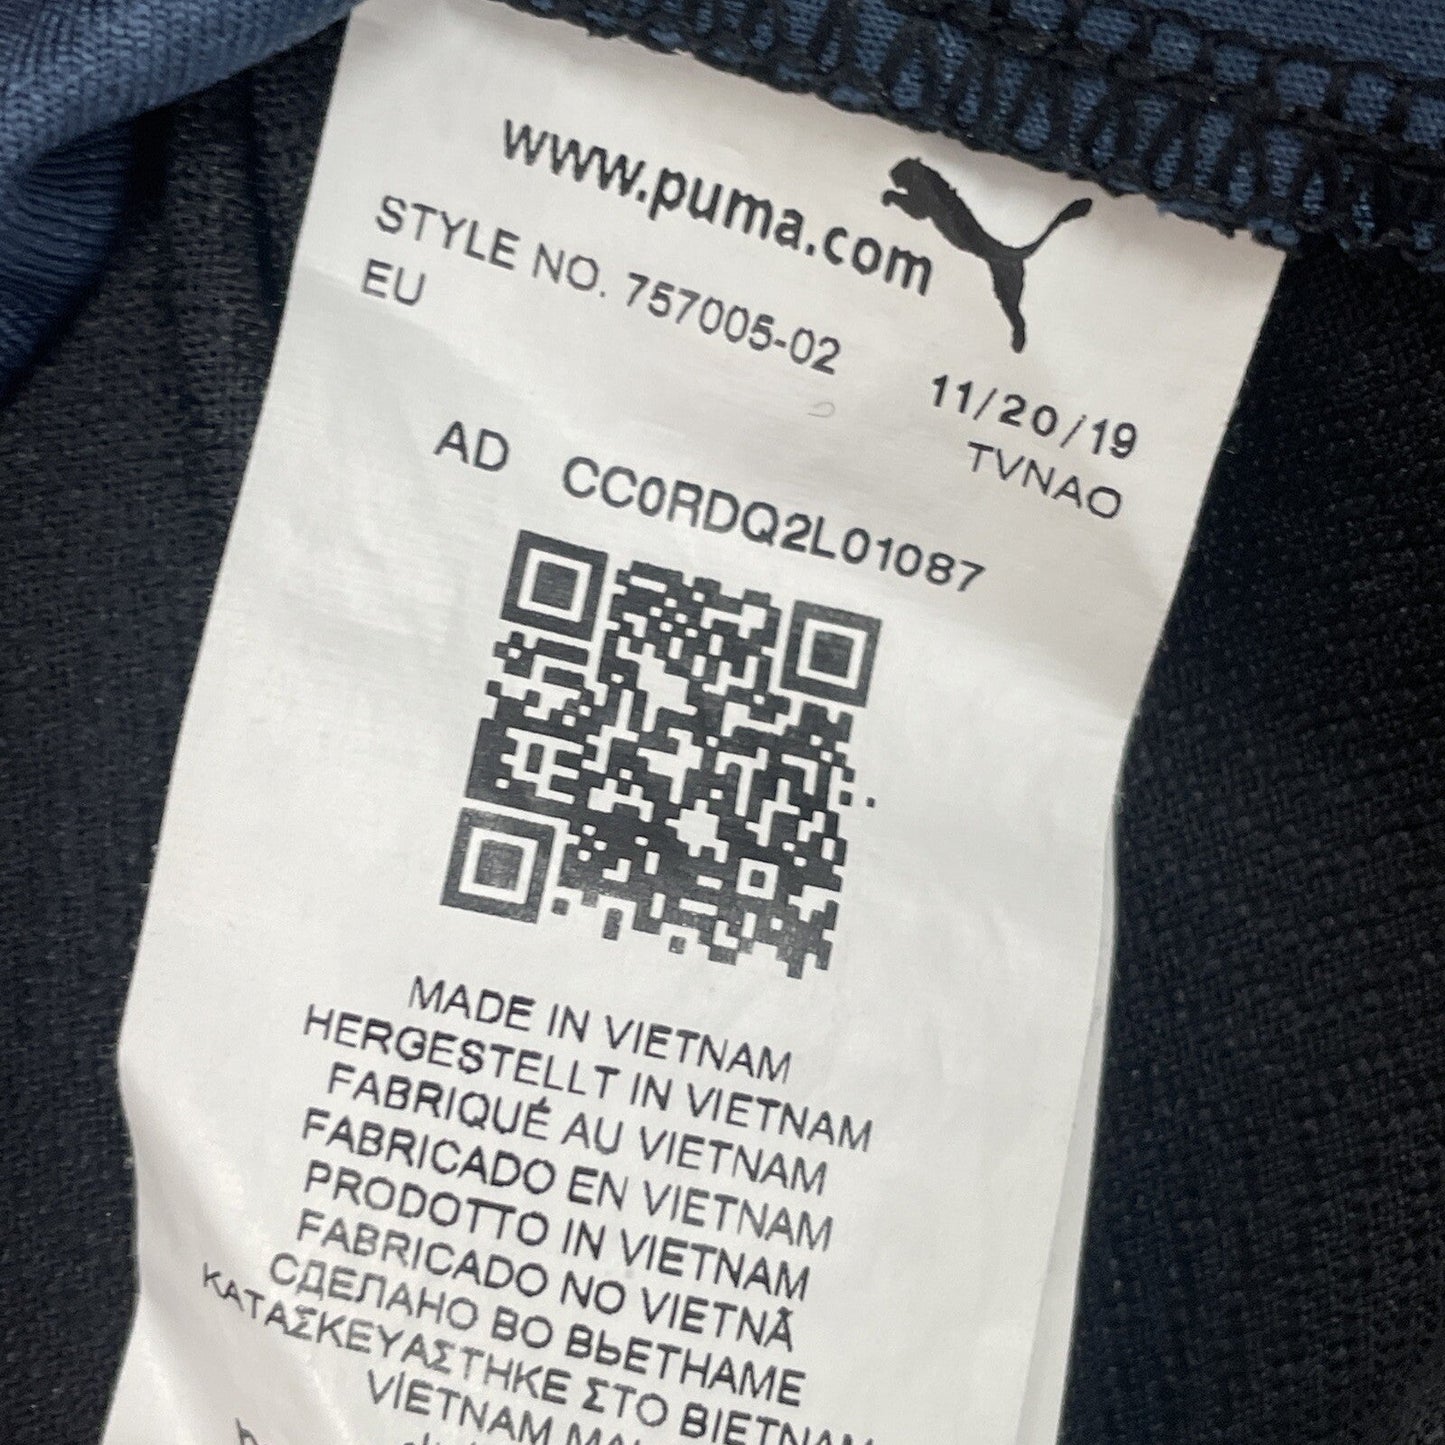 www.puma.com
STYLE NO. 757005-02
EU
11/20/19
TVNAO
AD CC0RDQ2L01087
MADE IN VIETNAM
HERGESTELLT IN VIETNAM
FABRIQUÉ AU VIETNAM
FABRICADO EN VIETNAM
PRODOTTO IN VIETNAM
FABRICADO NO VIETNÃ
СДЕЛАНО ВО ВЬЕТНАМЕ
ΚΑΤΑΣΚΕΥΑΣΤΗΚΕ ΣΤΟ ΒΙΕΤΝΑΜ
VIETNAM